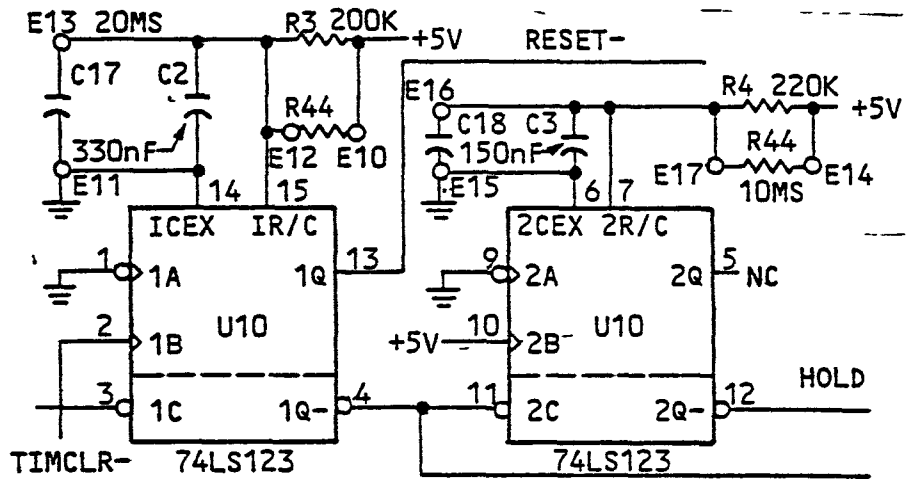 E13 20MS
R3 200K
+5V
RESET-
C17
C2
R44
330nF
E12 E10
E11
14 15
E16
R4 220K
+5V
C18 C3
150nF
R44
E17
E14
E15
10MS
6 7
1CEX 1R/C
1
1A
1Q
13
U10
2
1B
3
1C
1Q-
4
TIMCLR-
74LS123
2CEX 2R/C
9
2A
2Q
5
NC
+5V
10
2B
U10
11
2C
2Q-
12
HOLD
74LS123